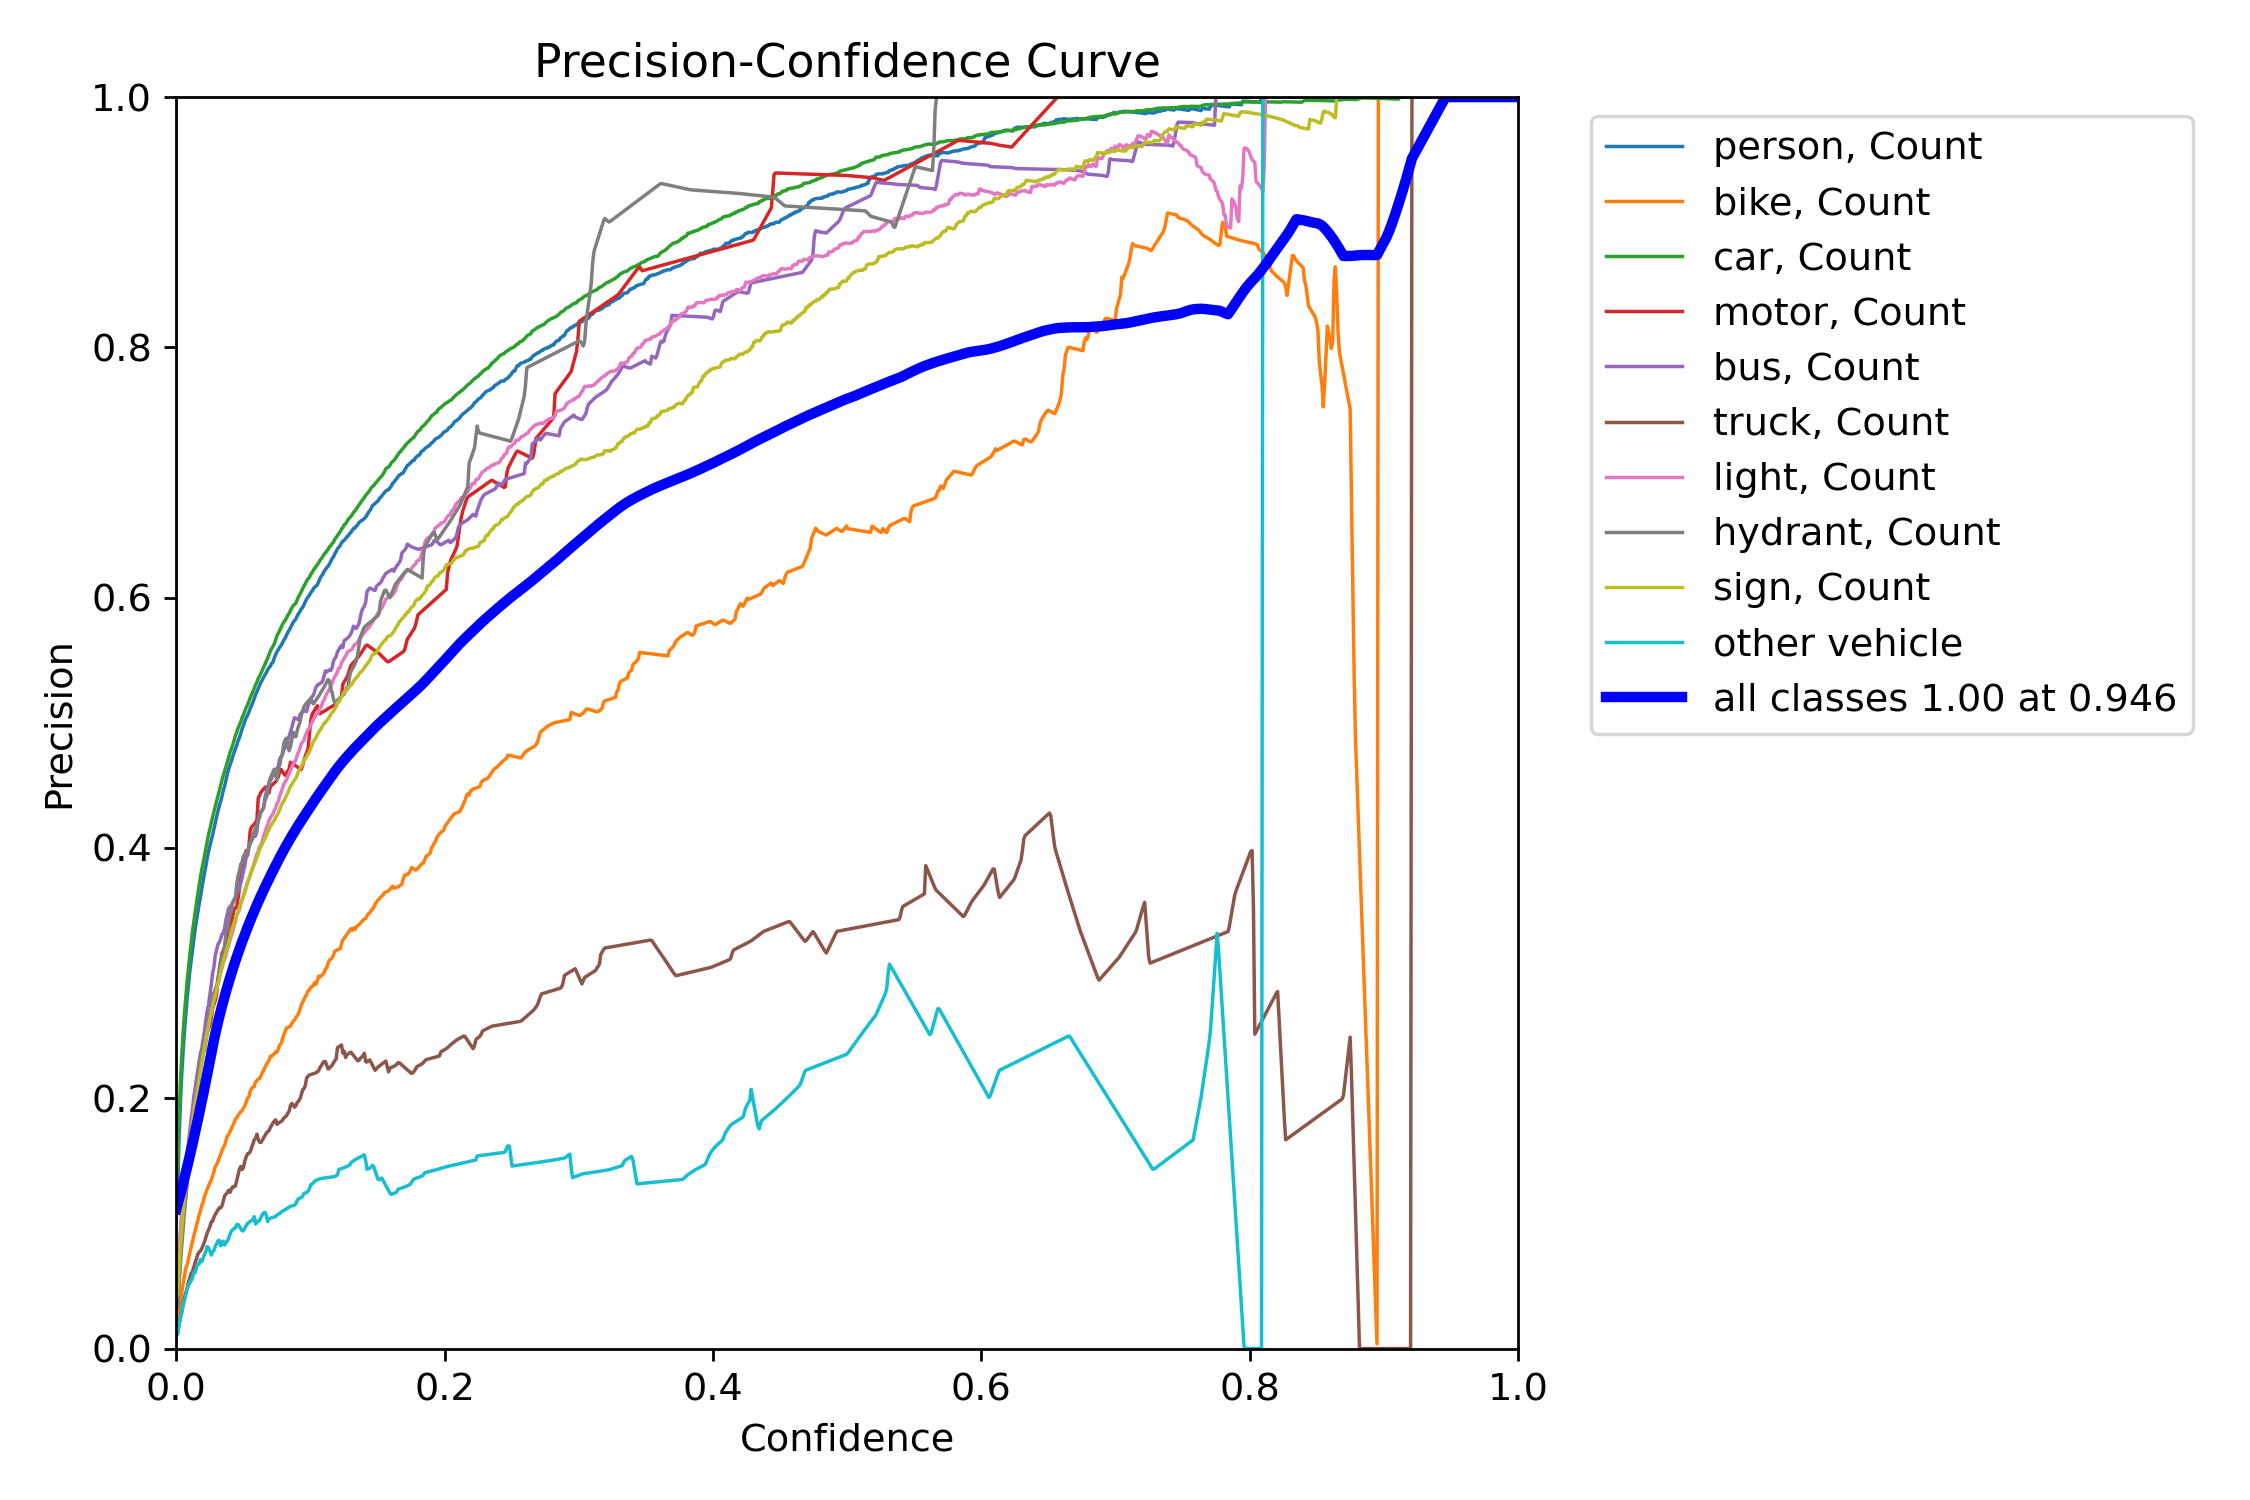 Precision-Confidence Curve
1.0
0.8
0.6
0.4
0.2
0.0
Precision
0.0 0.2 0.4 0.6 0.8 1.0
Confidence
person, Count
bike, Count
car, Count
motor, Count
bus, Count
truck, Count
light, Count
hydrant, Count
sign, Count
other vehicle
all classes 1.00 at 0.946